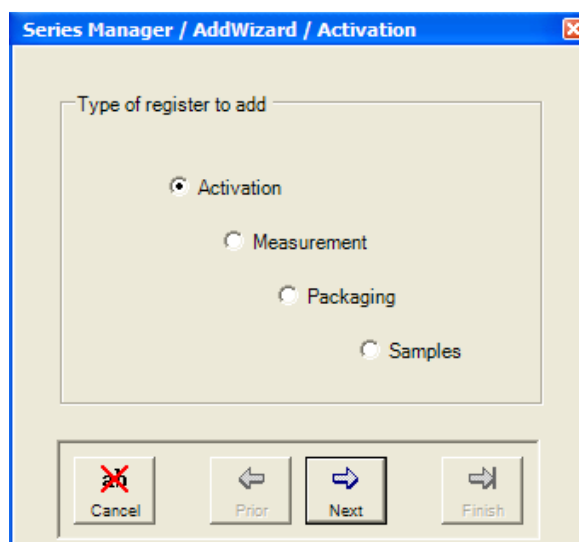 Series Manager / AddWizard / Activation
Type of register to add
Activation
Measurement
Packaging
Samples
Cancel Prior Next Finish